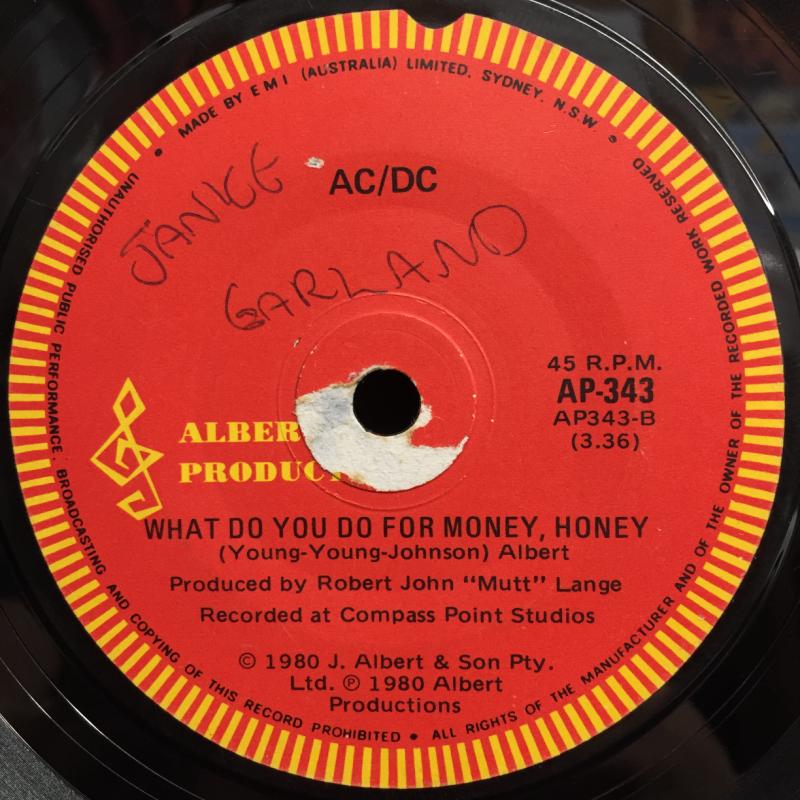 MADE BY EMI (AUSTRALIA) LIMITED, SYDNEY. N.S.W. •
UNAUTHORISED PUBLIC PERFORMANCE. BROADCASTING AND COPYING OF THIS RECORD PROHIBITED • ALL RIGHTS OF THE MANUFACTURER AND OF THE OWNER OF THE RECORDED WORK RESERVED
AC/DC
JANICE
GARLAND
45 R.P.M.
AP-343
AP343-B
(3.36)
ALBER
PRODUC
WHAT DO YOU DO FOR MONEY, HONEY
(Young-Young-Johnson) Albert
Produced by Robert John "Mutt" Lange
Recorded at Compass Point Studios
© 1980 J. Albert & Son Pty.
Ltd. ℗ 1980 Albert
Productions